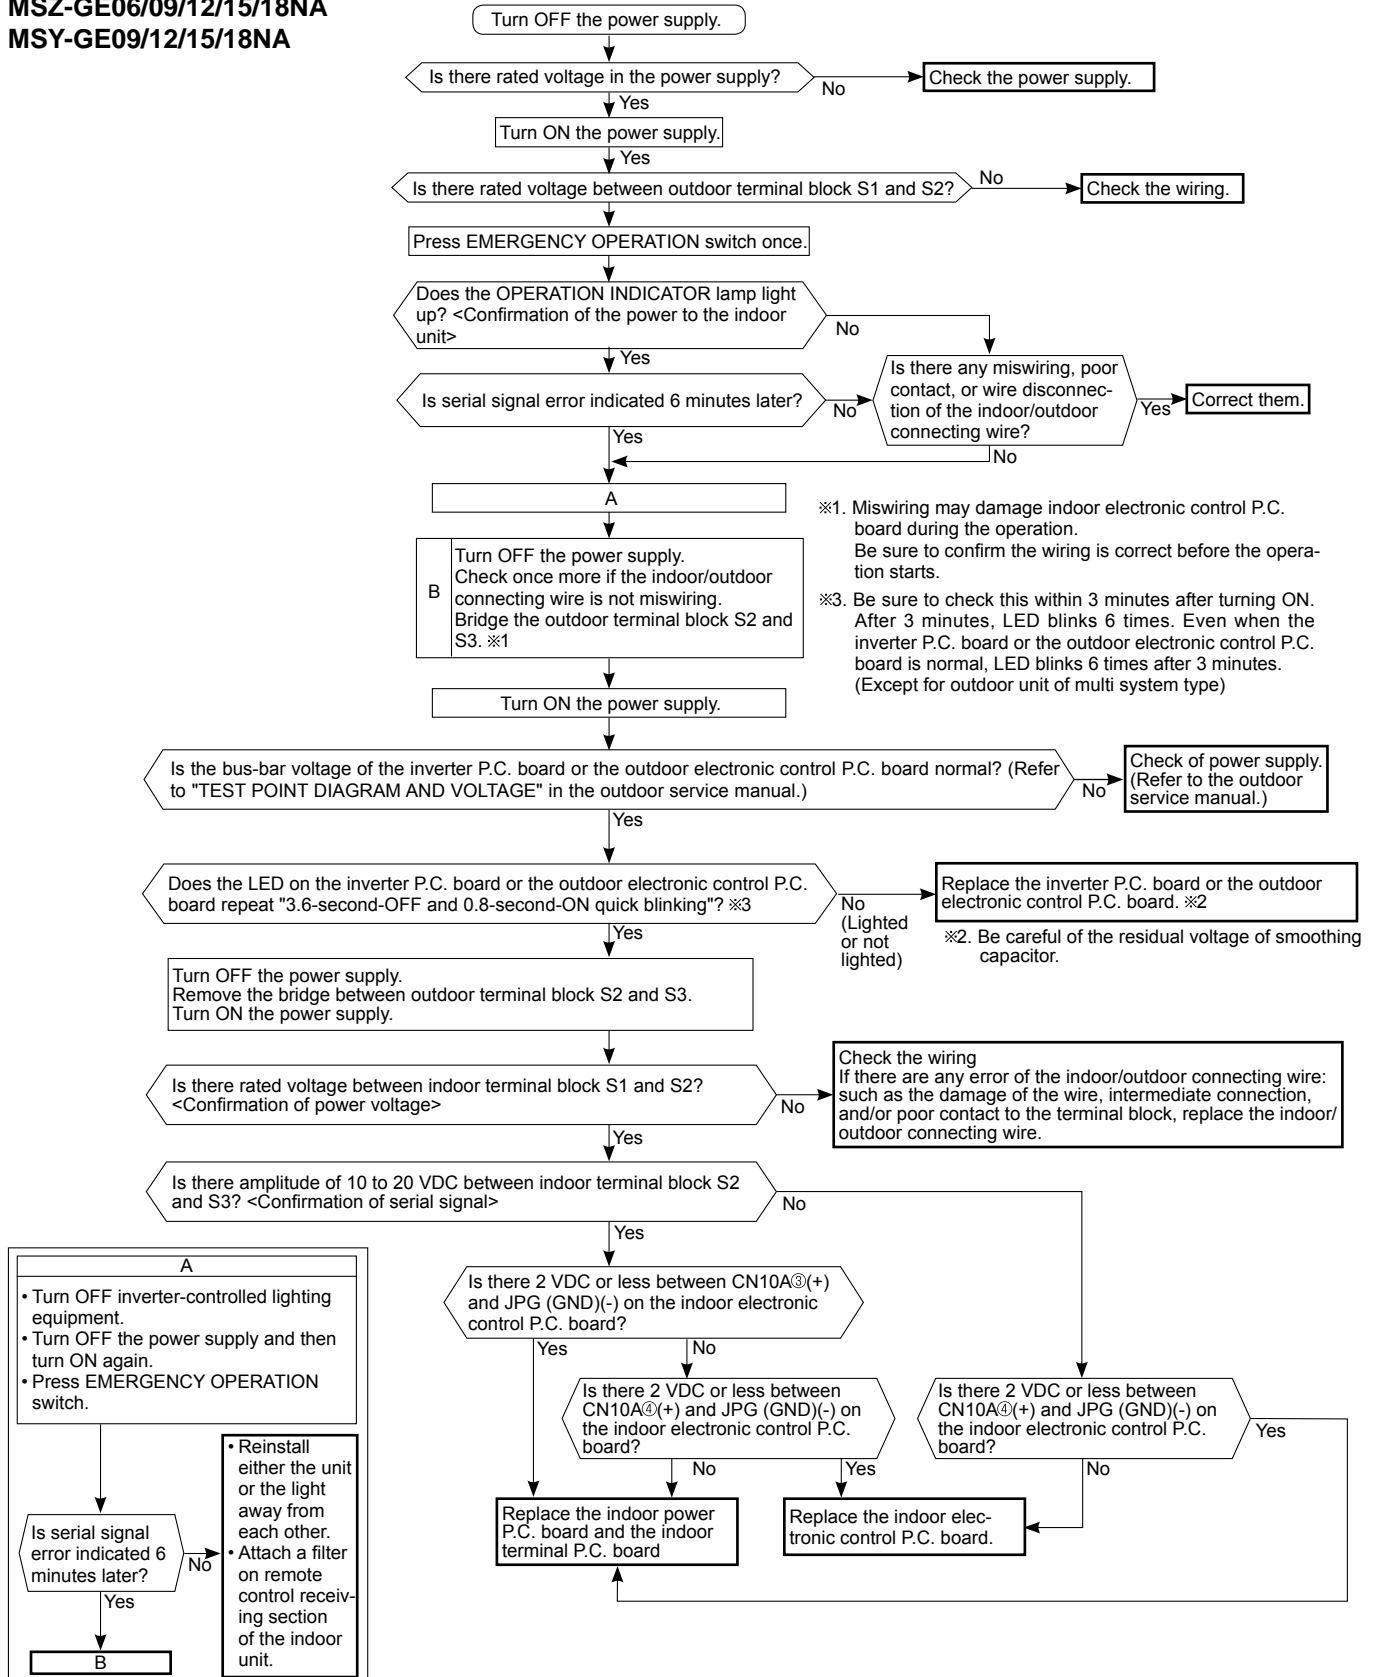 MSZ-GE06/09/12/15/18NA
MSY-GE09/12/15/18NA
Turn OFF the power supply.
Is there rated voltage in the power supply?
No
Check the power supply.
Yes
Turn ON the power supply.
Yes
Is there rated voltage between outdoor terminal block S1 and S2?
No
Check the wiring.
Press EMERGENCY OPERATION switch once.
Does the OPERATION INDICATOR lamp light
up? <Confirmation of the power to the indoor
unit>
No
Yes
Is serial signal error indicated 6 minutes later?
No
Is there any miswiring, poor
contact, or wire disconnec-
tion of the indoor/outdoor
connecting wire?
Yes
Correct them.
Yes
No
A
B
Turn OFF the power supply.
Check once more if the indoor/outdoor
connecting wire is not miswiring.
Bridge the outdoor terminal block S2 and
S3. ※1
※1. Miswiring may damage indoor electronic control P.C.
board during the operation.
Be sure to confirm the wiring is correct before the opera-
tion starts.
※3. Be sure to check this within 3 minutes after turning ON.
After 3 minutes, LED blinks 6 times. Even when the
inverter P.C. board or the outdoor electronic control P.C.
board is normal, LED blinks 6 times after 3 minutes.
(Except for outdoor unit of multi system type)
Turn ON the power supply.
Is the bus-bar voltage of the inverter P.C. board or the outdoor electronic control P.C. board normal? (Refer
to "TEST POINT DIAGRAM AND VOLTAGE" in the outdoor service manual.)
No
Check of power supply.
(Refer to the outdoor
service manual.)
Yes
Does the LED on the inverter P.C. board or the outdoor electronic control P.C.
board repeat "3.6-second-OFF and 0.8-second-ON quick blinking"? ※3
No
(Lighted
or not
lighted)
Replace the inverter P.C. board or the outdoor
electronic control P.C. board. ※2
※2. Be careful of the residual voltage of smoothing
capacitor.
Yes
Turn OFF the power supply.
Remove the bridge between outdoor terminal block S2 and S3.
Turn ON the power supply.
Is there rated voltage between indoor terminal block S1 and S2?
<Confirmation of power voltage>
No
Check the wiring
If there are any error of the indoor/outdoor connecting wire:
such as the damage of the wire, intermediate connection,
and/or poor contact to the terminal block, replace the indoor/
outdoor connecting wire.
Yes
Is there amplitude of 10 to 20 VDC between indoor terminal block S2
and S3? <Confirmation of serial signal>
No
Yes
Is there 2 VDC or less between CN10A③(+)
and JPG (GND)(-) on the indoor electronic
control P.C. board?
Yes
No
Is there 2 VDC or less between
CN10A④(+) and JPG (GND)(-) on
the indoor electronic control P.C.
board?
No
Yes
Is there 2 VDC or less between
CN10A④(+) and JPG (GND)(-) on
the indoor electronic control P.C.
board?
Yes
No
Replace the indoor power
P.C. board and the indoor
terminal P.C. board
Replace the indoor elec-
tronic control P.C. board.
A
• Turn OFF inverter-controlled lighting
equipment.
• Turn OFF the power supply and then
turn ON again.
• Press EMERGENCY OPERATION
switch.
Is serial signal
error indicated 6
minutes later?
No
• Reinstall
either the unit
or the light
away from
each other.
• Attach a filter
on remote
control receiv-
ing section
of the indoor
unit.
Yes
B